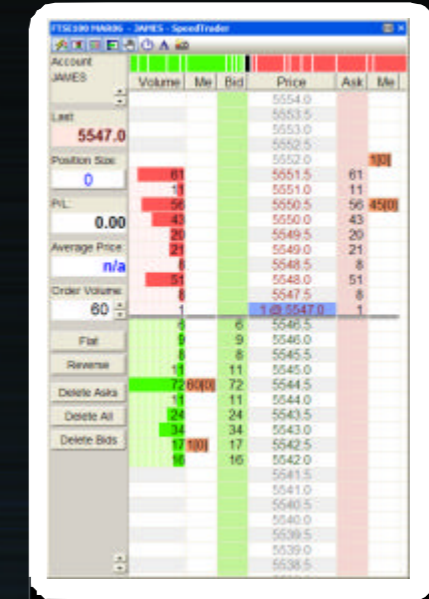 FTSE100 MAR06 - JAMES - SpeedTrader
Account
JAMES
Volume Me Bid Price Ask Me
5554.0
5553.5
Last:
5553.0
5547.0
5552.5
Position Size:
5552.0 1[0]
0
61 5551.5 61
11 5551.0 11
P/L:
56 5550.5 56 45[0]
0.00
43 5550.0 43
20 5549.5 20
Average Price:
21 5549.0 21
n/a
8 5548.5 8
51 5548.0 51
Order Volume:
8 5547.5 8
60
1 1 @ 5547.0 1
6 6 5546.5
Flat
9 9 5546.0
8 8 5545.5
Reverse
11 11 5545.0
Delete Asks
72 60[0] 72 5544.5
11 11 5544.0
Delete All
24 24 5543.5
34 34 5543.0
Delete Bids
17 1[0] 17 5542.5
16 16 5542.0
5541.5
5541.0
5540.5
5540.0
5539.5
5539.0
5538.5